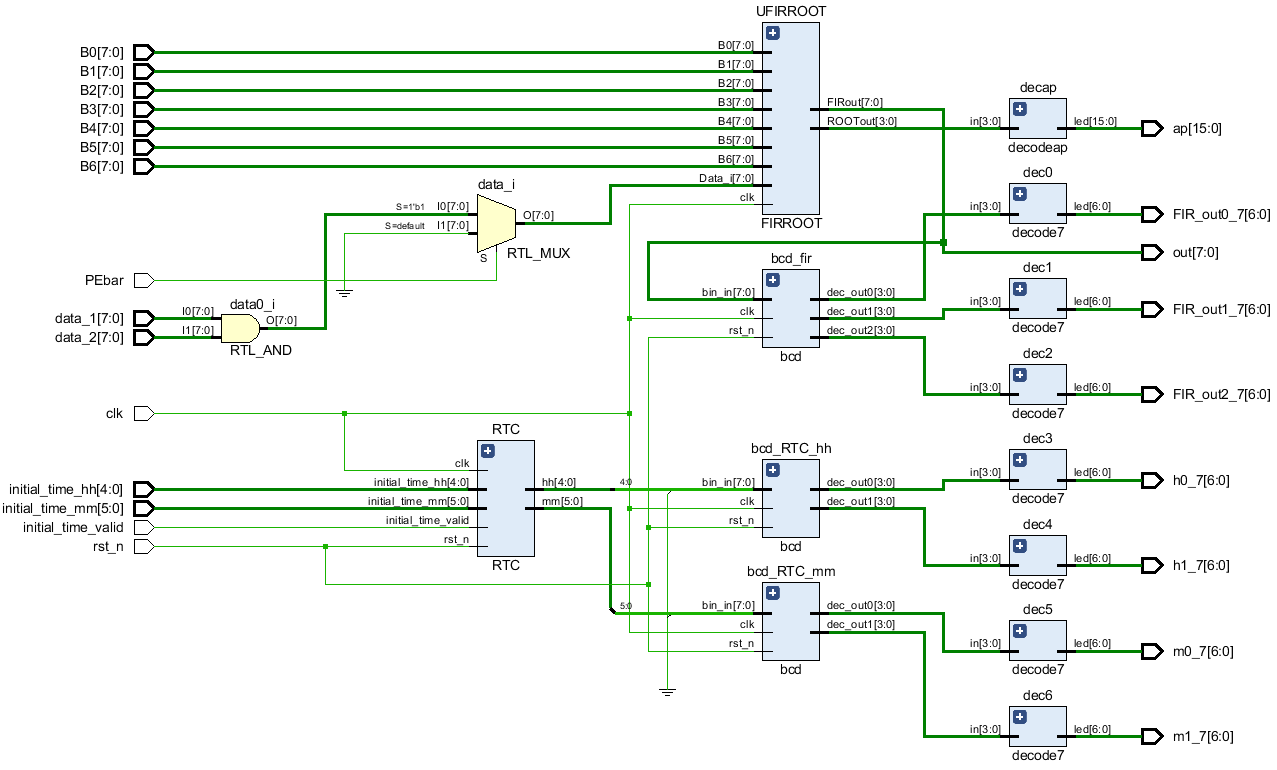 UFIRROOT
B0[7:0]
B1[7:0]
B2[7:0]
B3[7:0]
B4[7:0]
B5[7:0]
B6[7:0]
B0[7:0]
B1[7:0]
B2[7:0]
B3[7:0]
B4[7:0]
B5[7:0]
B6[7:0]
Data_i[7:0]
clk
FIRout[7:0]
ROOTout[3:0]
FIRROOT
decap
in[3:0]
led[15:0]
decodeap
ap[15:0]
dec0
in[3:0]
led[6:0]
decode7
FIR_out0_7[6:0]
out[7:0]
data_i
S=1'b1
I0[7:0]
S=default
I1[7:0]
O[7:0]
S
RTL_MUX
PEbar
data_1[7:0]
data_2[7:0]
data0_i
I0[7:0]
I1[7:0]
O[7:0]
RTL_AND
bcd_fir
bin_in[7:0]
clk
rst_n
dec_out0[3:0]
dec_out1[3:0]
dec_out2[3:0]
bcd
dec1
in[3:0]
led[6:0]
decode7
FIR_out1_7[6:0]
dec2
in[3:0]
led[6:0]
decode7
FIR_out2_7[6:0]
clk
initial_time_hh[4:0]
initial_time_mm[5:0]
initial_time_valid
rst_n
RTC
clk
initial_time_hh[4:0]
initial_time_mm[5:0]
initial_time_valid
rst_n
hh[4:0]
mm[5:0]
RTC
4:0
5:0
bcd_RTC_hh
bin_in[7:0]
clk
rst_n
dec_out0[3:0]
dec_out1[3:0]
bcd
dec3
in[3:0]
led[6:0]
decode7
h0_7[6:0]
dec4
in[3:0]
led[6:0]
decode7
h1_7[6:0]
bcd_RTC_mm
bin_in[7:0]
clk
rst_n
dec_out0[3:0]
dec_out1[3:0]
bcd
dec5
in[3:0]
led[6:0]
decode7
m0_7[6:0]
dec6
in[3:0]
led[6:0]
decode7
m1_7[6:0]